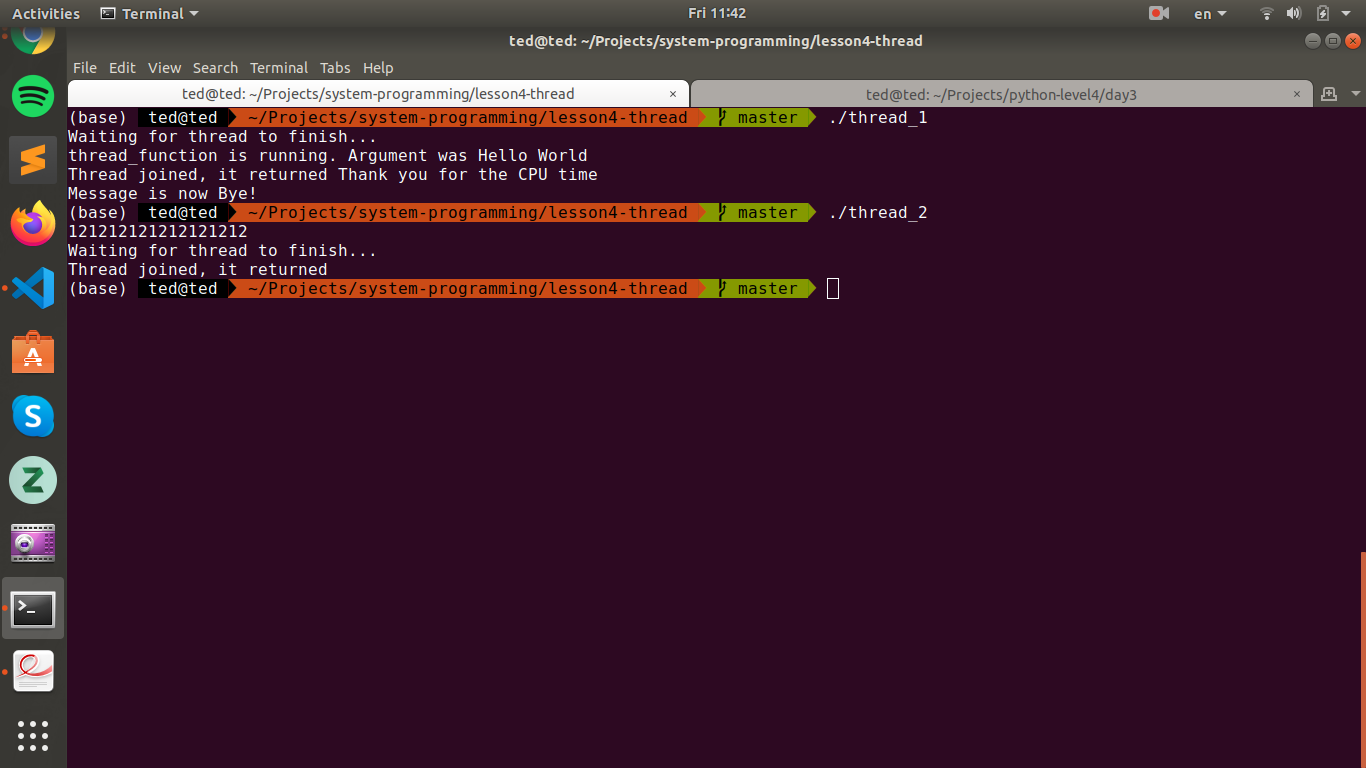 Activities Terminal Fri 11:42 en
ted@ted: ~/Projects/system-programming/lesson4-thread
File Edit View Search Terminal Tabs Help
ted@ted: ~/Projects/system-programming/lesson4-thread × ted@ted: ~/Projects/python-level4/day3 ×
(base) ted@ted ~/Projects/system-programming/lesson4-thread master ./thread_1
Waiting for thread to finish...
thread_function is running. Argument was Hello World
Thread joined, it returned Thank you for the CPU time
Message is now Bye!
(base) ted@ted ~/Projects/system-programming/lesson4-thread master ./thread_2
121212121212121212
Waiting for thread to finish...
Thread joined, it returned
(base) ted@ted ~/Projects/system-programming/lesson4-thread master